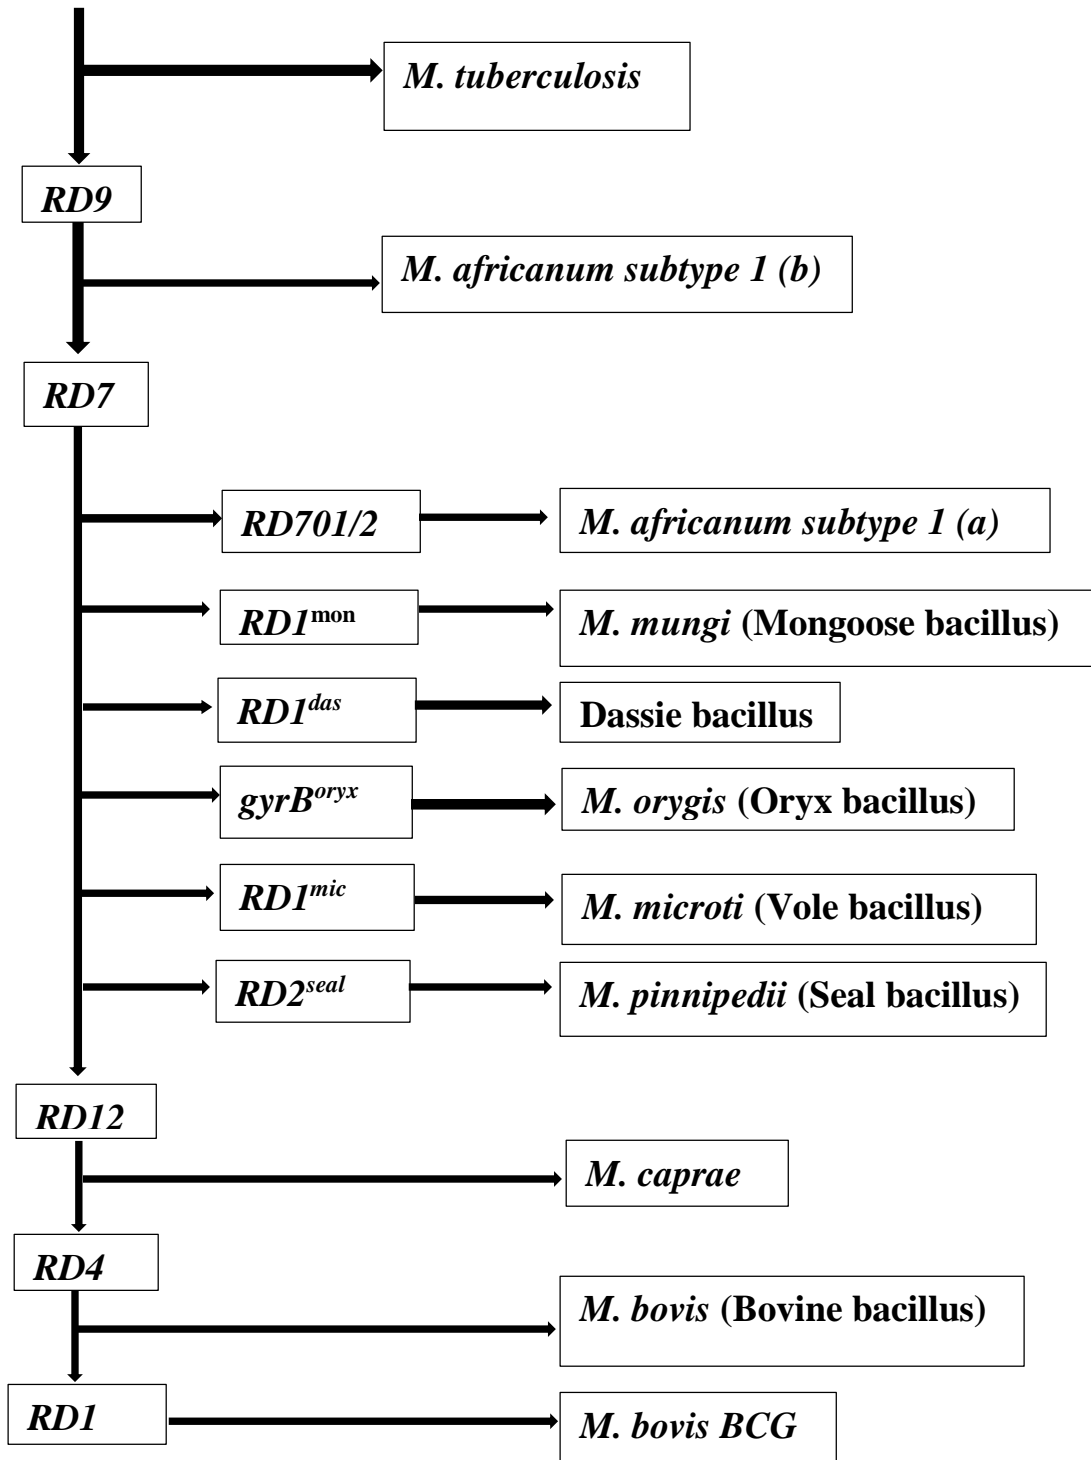 M. tuberculosis
RD9
M. africanum subtype 1 (b)
RD7
RD701/2
M. africanum subtype 1 (a)
RD1mon
M. mungi (Mongoose bacillus)
RD1das
Dassie bacillus
gyrBoryx
M. orygis (Oryx bacillus)
RD1mic
M. microti (Vole bacillus)
RD2seal
M. pinnipedii (Seal bacillus)
RD12
M. caprae
RD4
M. bovis (Bovine bacillus)
RD1
M. bovis BCG